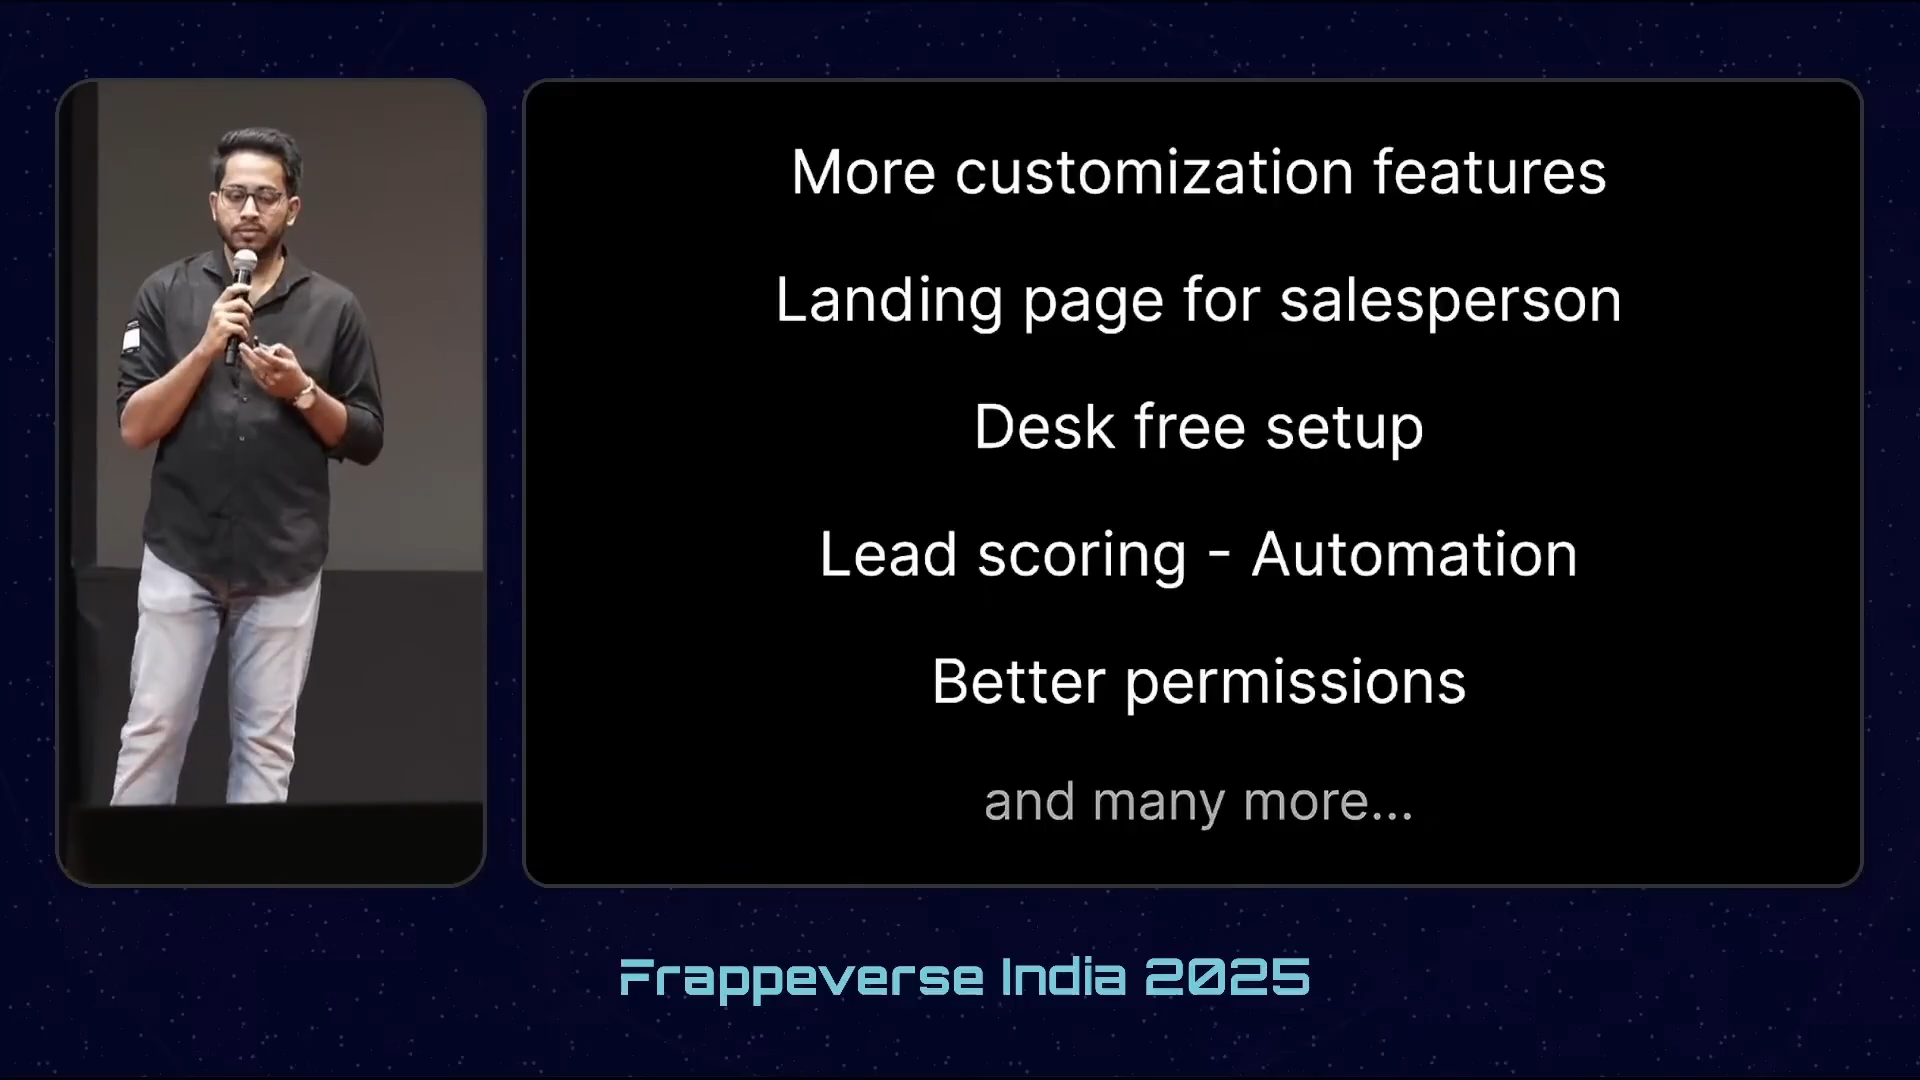 More customization features
Landing page for salesperson
Desk free setup
Lead scoring - Automation
Better permissions
and many more...
Frappeverse India 2025